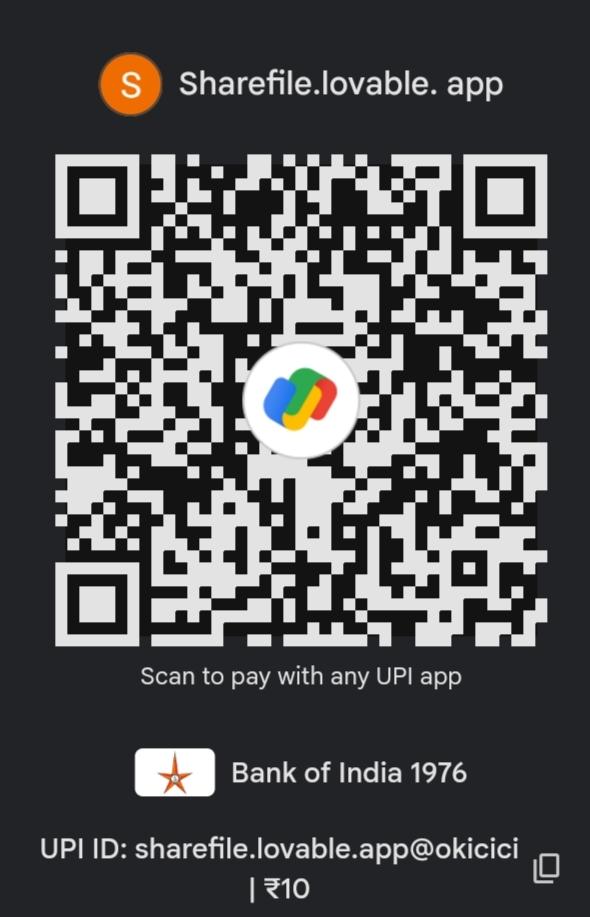 S Sharefile.lovable. app
Scan to pay with any UPI app
Bank of India 1976
UPI ID: sharefile.lovable.app@okicici
| ₹10